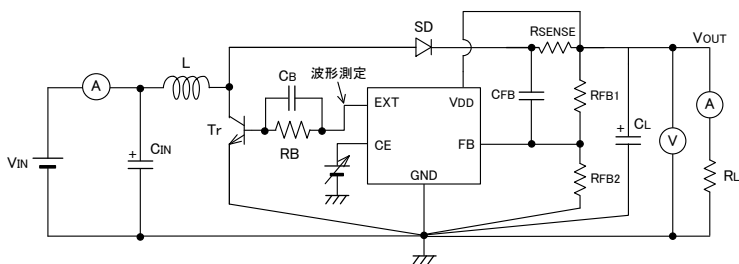 SD
RSENSE
VOUT
L
CB
波形測定
A
EXT
VDD
CFB
RFB1
A
Tr
CL
VIN
+
CIN
RB
CE
FB
+
V
GND
RFB2
RL